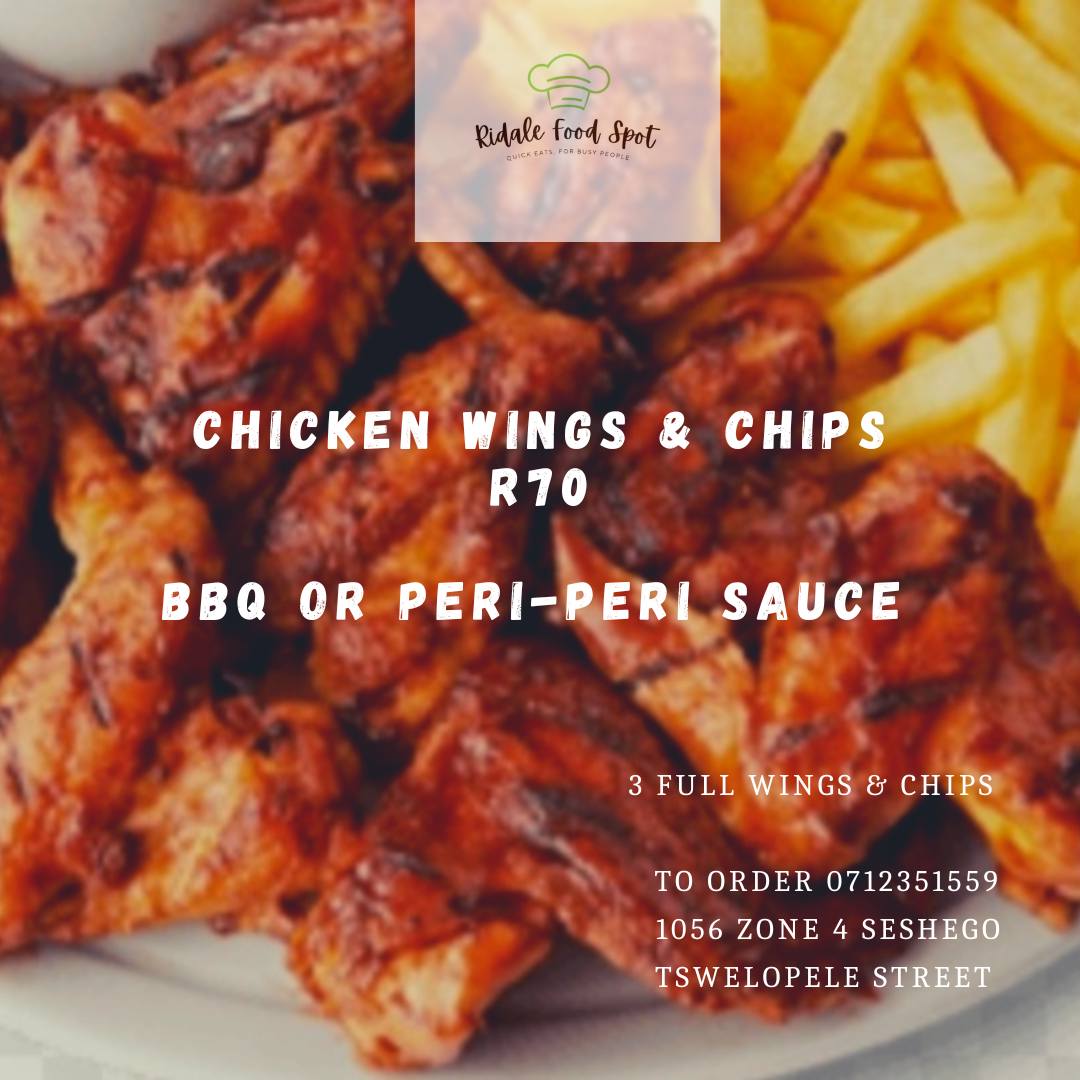 Ridale Food Spot
QUICK EATS, FOR BUSY PEOPLE
CHICKEN WINGS & CHIPS
R70
BBQ OR PERI-PERI SAUCE
3 FULL WINGS & CHIPS
TO ORDER 0712351559
1056 ZONE 4 SESHEGO
TSWELOPELE STREET